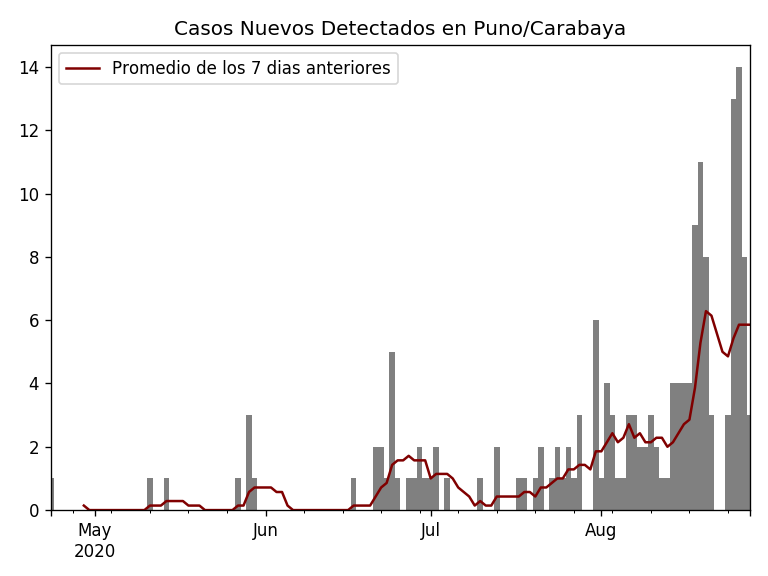 Casos Nuevos Detectados en Puno/Carabaya
Promedio de los 7 dias anteriores
14
12
10
8
6
4
2
0
May
2020
Jun
Jul
Aug